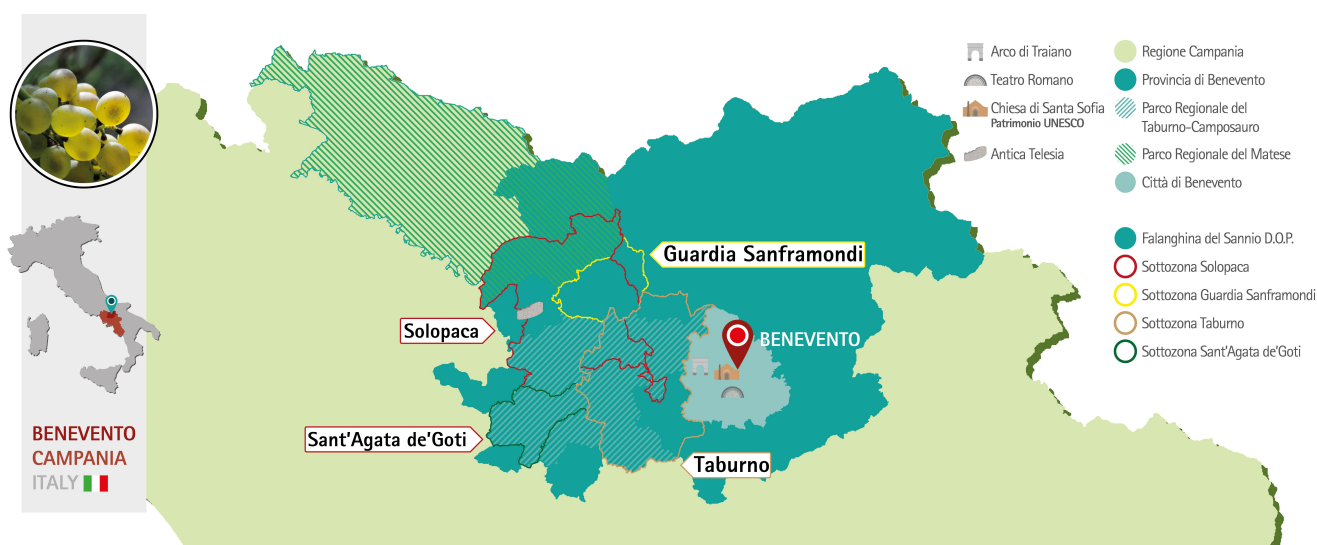 Arco di Traiano
Teatro Romano
Chiesa di Santa Sofia
Patrimonio UNESCO
Antica Telesia
Regione Campania
Provincia di Benevento
Parco Regionale del
Taburno-Camposauro
Parco Regionale del Matese
Città di Benevento
Falanghina del Sannio D.O.P.
Sottozona Solopaca
Sottozona Guardia Sanframondi
Sottozona Taburno
Sottozona Sant'Agata de'Goti
Guardia Sanframondi
Solopaca
BENEVENTO
Sant'Agata de'Goti
Taburno
BENEVENTO
CAMPANIA
ITALY